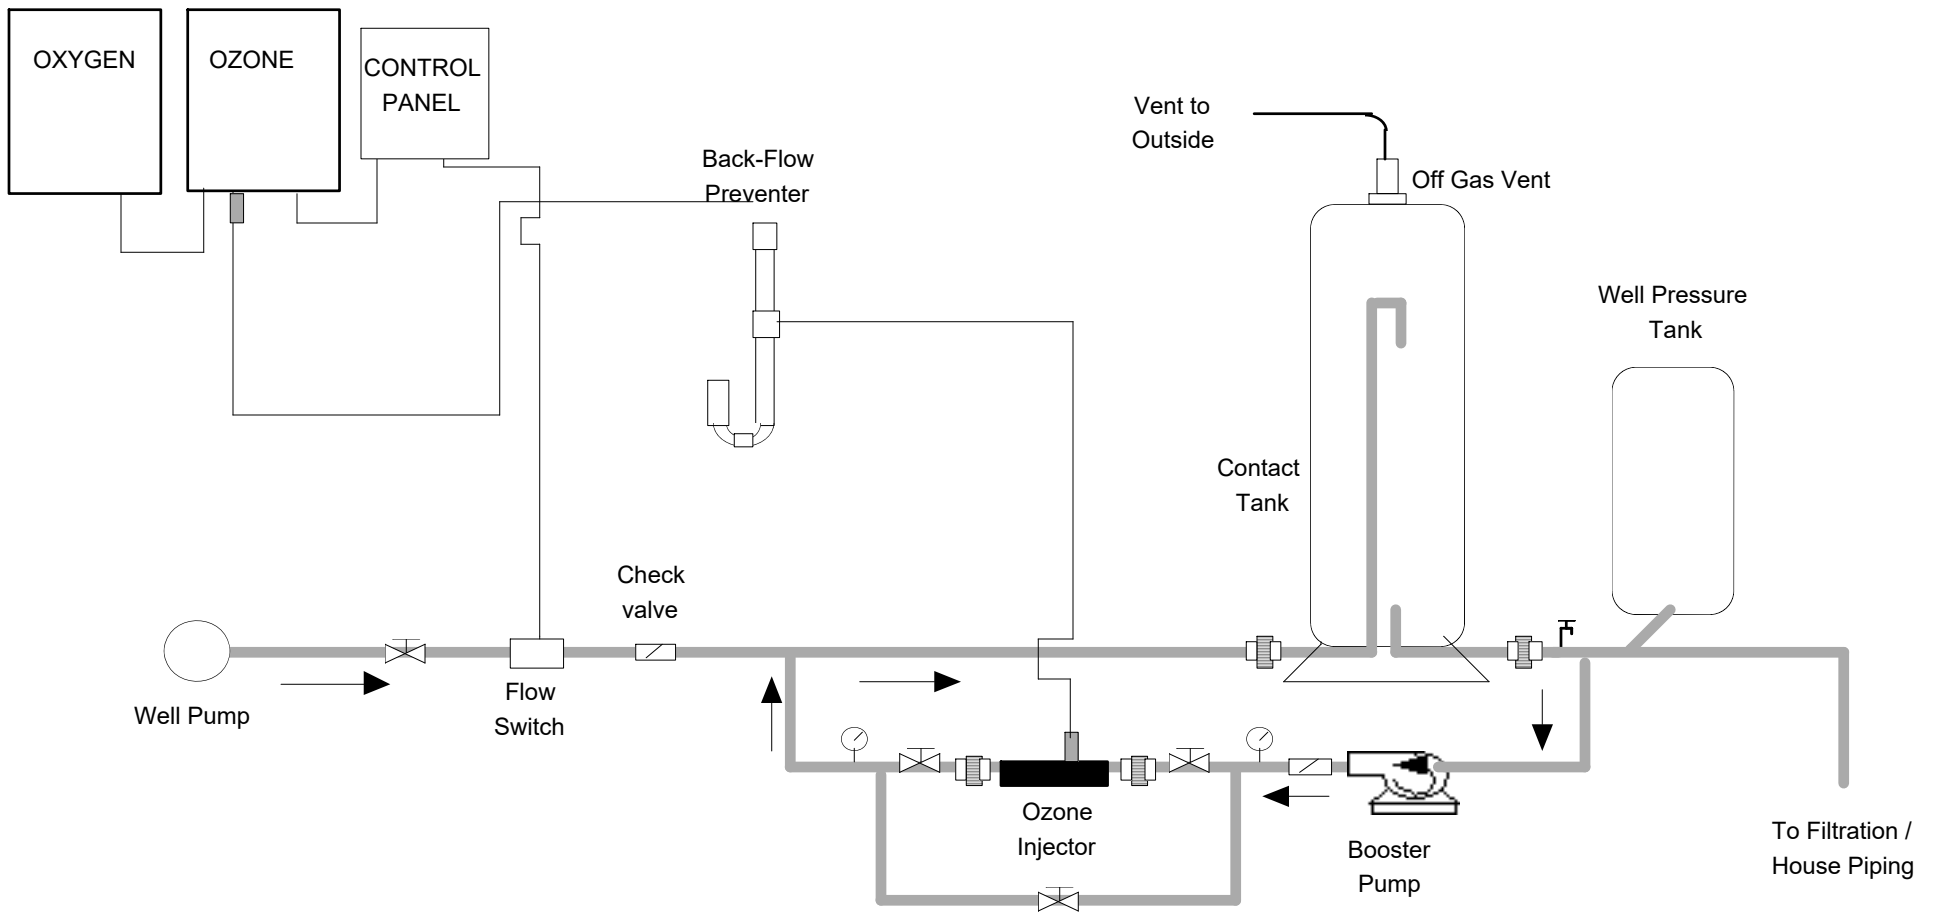 OXYGEN
OZONE
CONTROL
PANEL
Vent to
Outside
Back-Flow
Preventer
Off Gas Vent
Well Pressure
Tank
Contact
Tank
Check
valve
Well Pump
Flow
Switch
Ozone
Injector
Booster
Pump
To Filtration /
House Piping